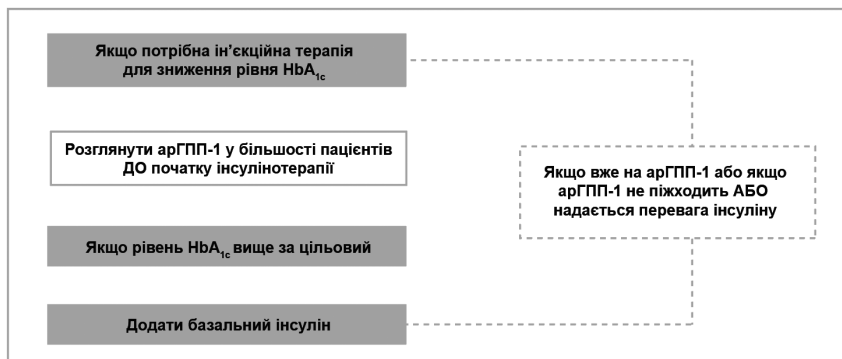 Якщо потрібна ін’єкційна терапія
для зниження рівня HbA1c
Розглянути арГПП-1 у більшості пацієнтів
ДО початку інсулінотерапії
Якщо вже на арГПП-1 або якщо
арГПП-1 не піжходить АБО
надається перевага інсуліну
Якщо рівень HbA1c вище за цільовий
Додати базальний інсулін